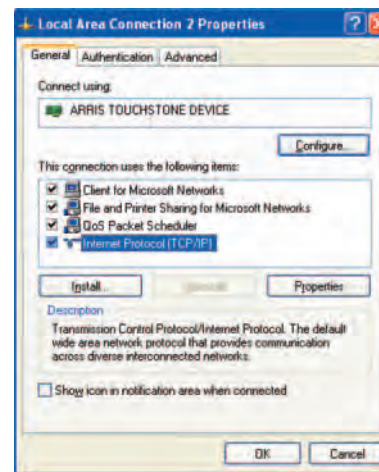 Local Area Connection 2 Properties
General Authentication Advanced
Connect using:
ARRIS TOUCHSTONE DEVICE
Configure...
This connection uses the following items:
Client for Microsoft Networks
File and Printer Sharing for Microsoft Networks
QoS Packet Scheduler
Internet Protocol (TCP/IP)
Install... Uninstall Properties
Description
Transmission Control Protocol/Internet Protocol. The default
wide area network protocol that provides communication
across diverse interconnected networks.
Show icon in notification area when connected
OK Cancel